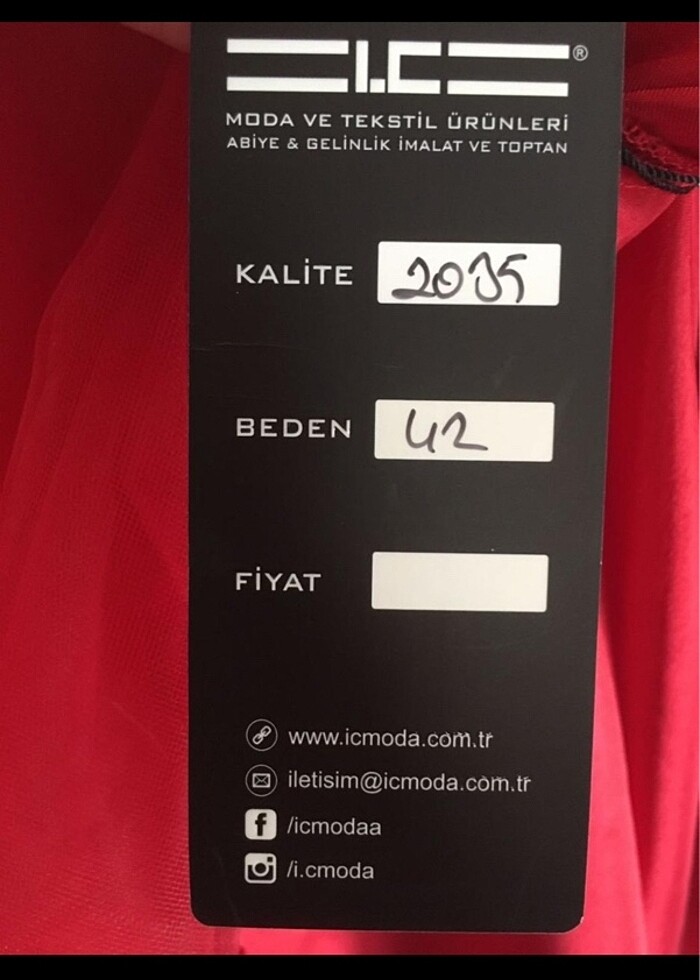 I.C ®
MODA VE TEKSTİL ÜRÜNLERİ
ABİYE & GELİNLİK İMALAT VE TOPTAN
KALİTE 2035
BEDEN 42
FİYAT
www.icmoda.com.tr
iletisim@icmoda.com.tr
/icmodaa
/i.cmoda